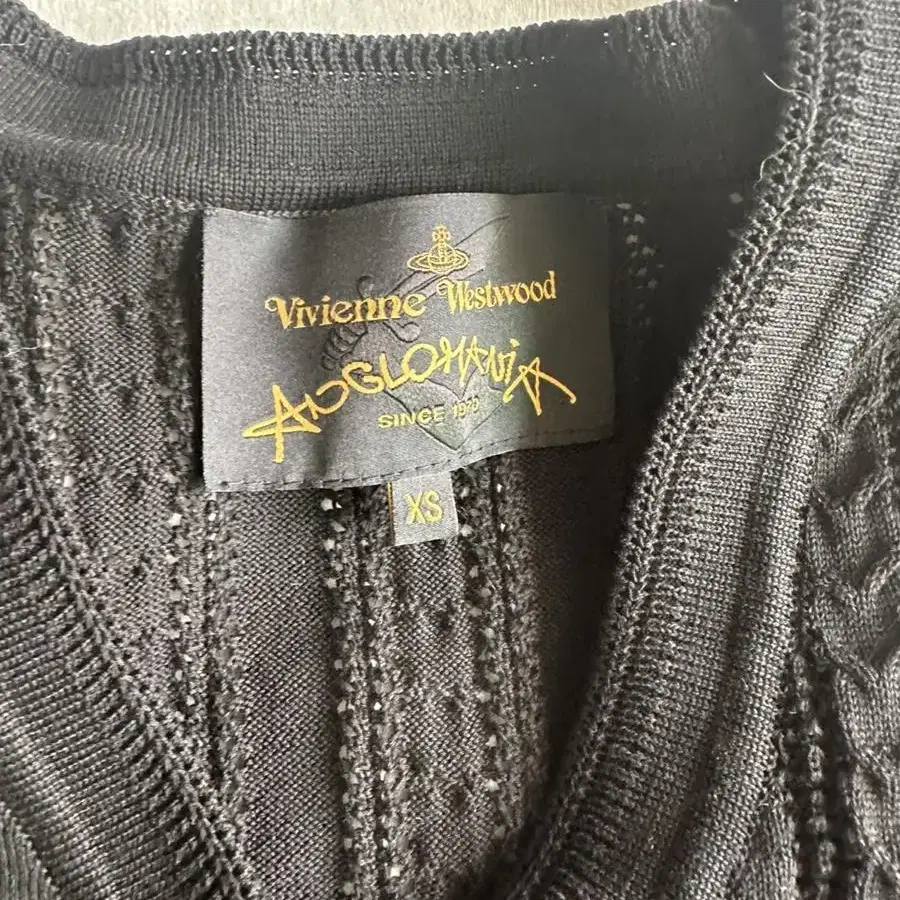 Vivienne Westwood
ANGLOMANiA
SINCE 1970
XS